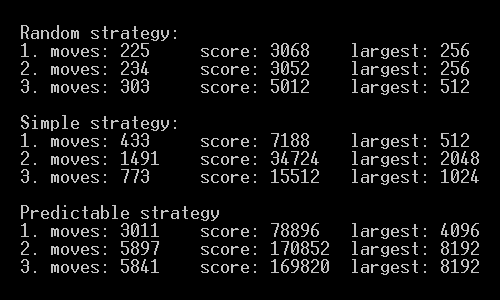 Random strategy:
1. moves: 225 score: 3068 largest: 256
2. moves: 234 score: 3052 largest: 256
3. moves: 303 score: 5012 largest: 512
Simple strategy:
1. moves: 433 score: 7188 largest: 512
2. moves: 1491 score: 34724 largest: 2048
3. moves: 773 score: 15512 largest: 1024
Predictable strategy
1. moves: 3011 score: 78896 largest: 4096
2. moves: 5897 score: 170852 largest: 8192
3. moves: 5841 score: 169820 largest: 8192